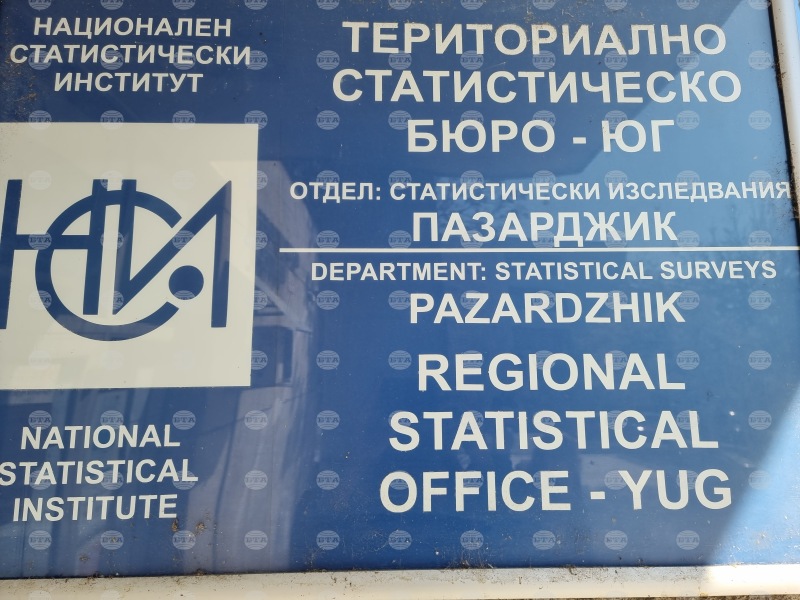 НАЦИОНАЛЕН
СТАТИСТИЧЕСКИ
ИНСТИТУТ
НСИ
NATIONAL
STATISTICAL
INSTITUTE
ТЕРИТОРИАЛНО
СТАТИСТИЧЕСКО
БЮРО - ЮГ
ОТДЕЛ: СТАТИСТИЧЕСКИ ИЗСЛЕДВАНИЯ
ПАЗАРДЖИК
DEPARTMENT: STATISTICAL SURVEYS
PAZARDZHIK
REGIONAL
STATISTICAL
OFFICE - YUG
БТА